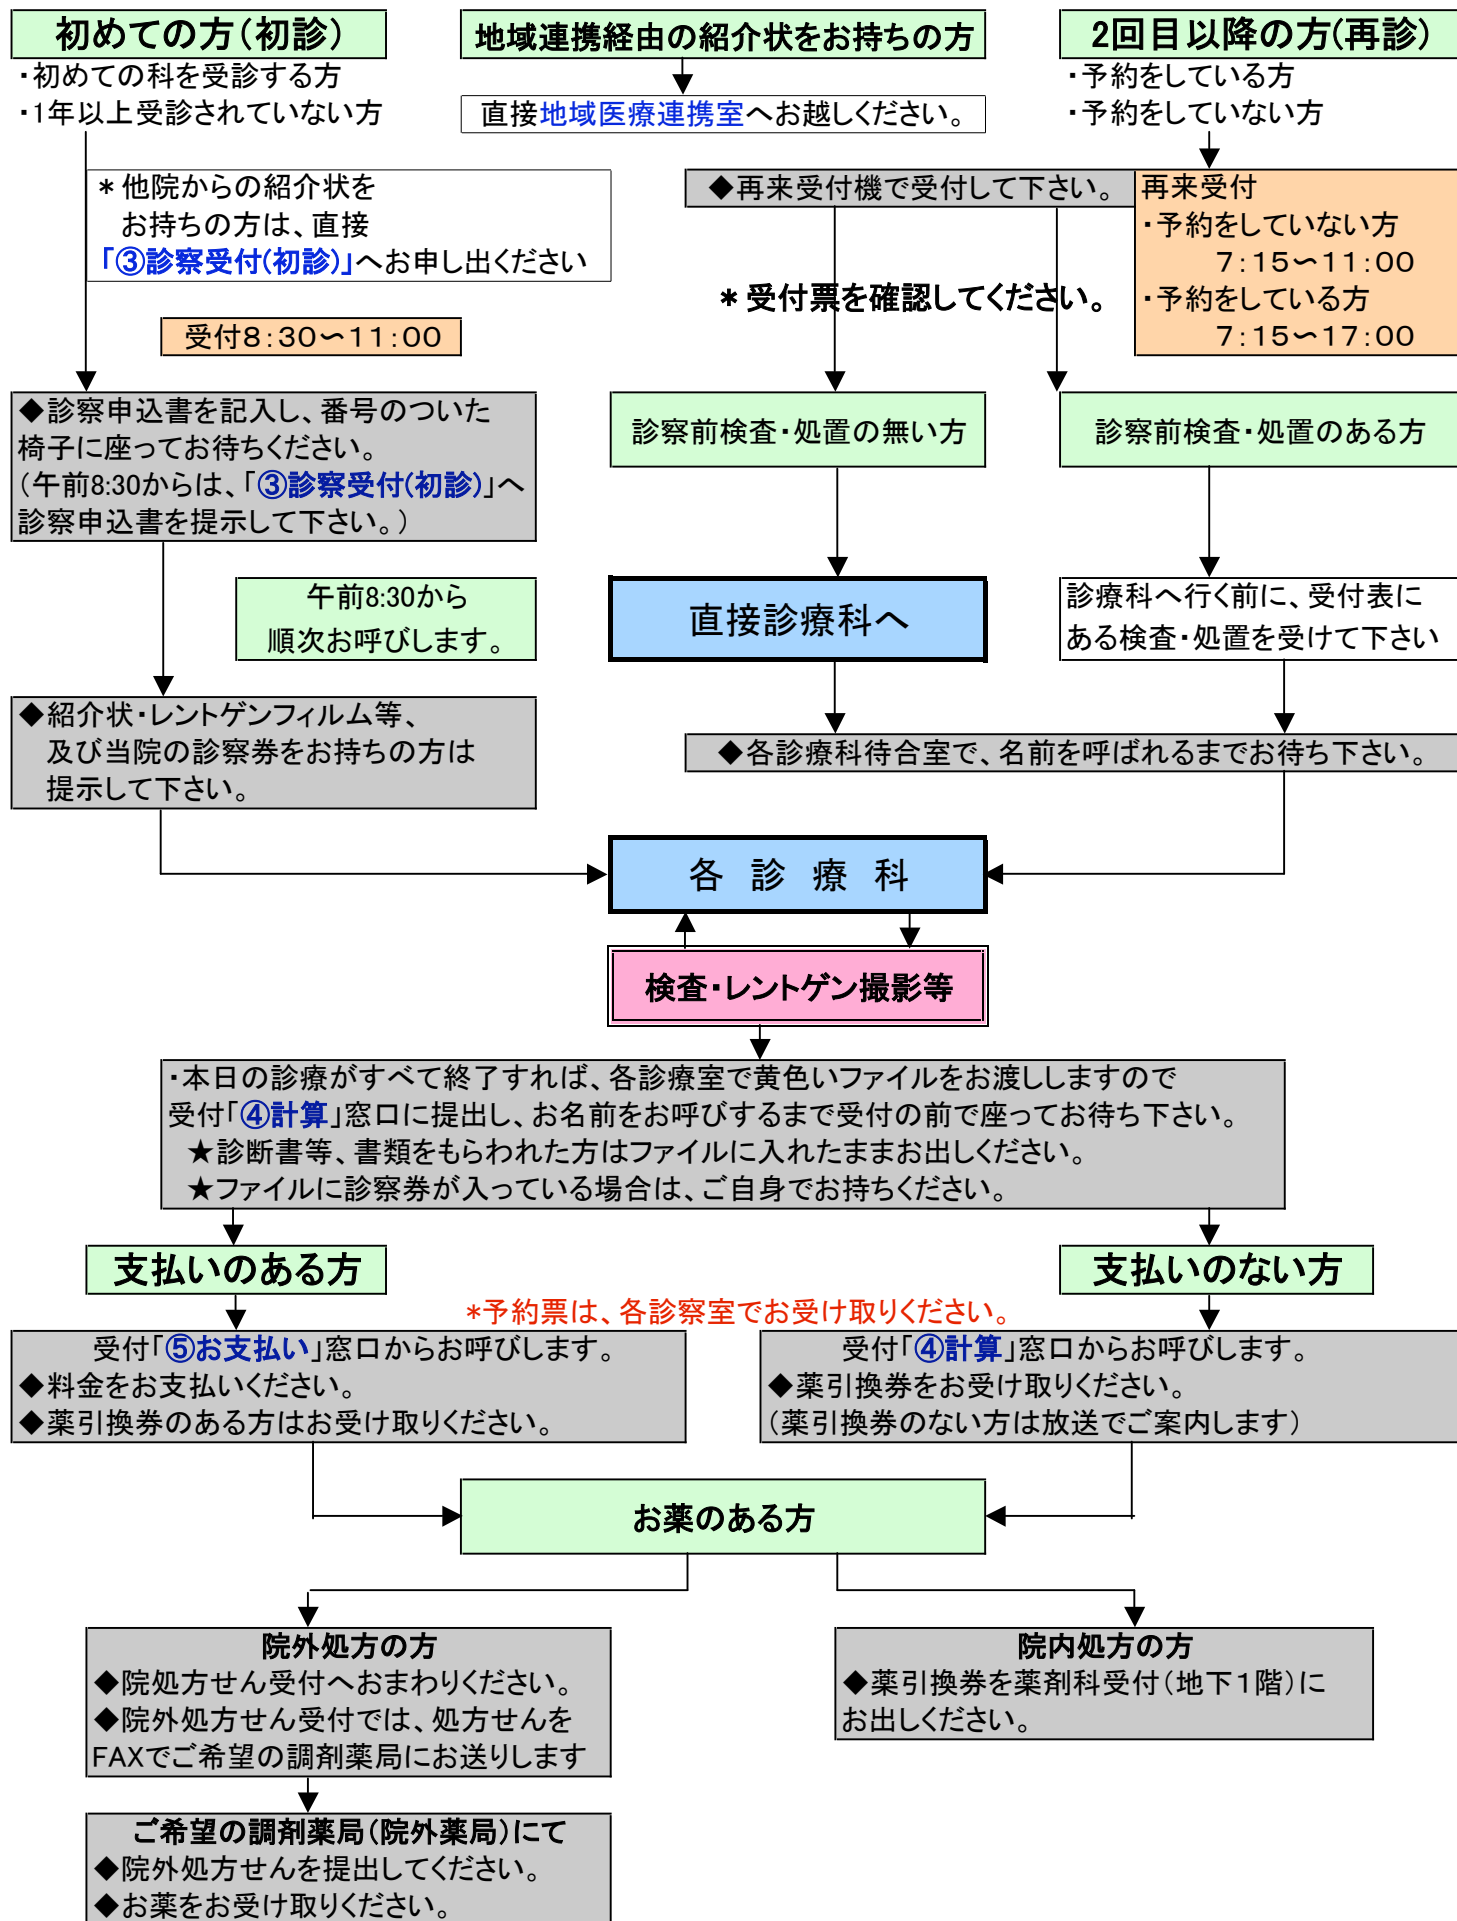 初めての方(初診)
・初めての科を受診する方
・1年以上受診されていない方
地域連携経由の紹介状をお持ちの方
直接地域医療連携室へお越しください。
2回目以降の方(再診)
・予約をしている方
・予約をしていない方
＊他院からの紹介状を
お持ちの方は、直接
「③診察受付(初診)」へお申し出ください
受付８：３０～１１：００
◆再来受付機で受付して下さい。
再来受付
・予約をしていない方
７：１５～１１：００
・予約をしている方
７：１５～１７：００
＊受付票を確認してください。
◆診察申込書を記入し、番号のついた
椅子に座ってお待ちください。
(午前8:30からは、「③診察受付(初診)」へ
診察申込書を提示して下さい。)
診察前検査・処置の無い方
診察前検査・処置のある方
午前8:30から
順次お呼びします。
直接診療科へ
診療科へ行く前に、受付表に
ある検査・処置を受けて下さい
◆紹介状・レントゲンフィルム等、
及び当院の診察券をお持ちの方は
提示して下さい。
◆各診療科待合室で、名前を呼ばれるまでお待ち下さい。
各 診 療 科
検査・レントゲン撮影等
・本日の診療がすべて終了すれば、各診療室で黄色いファイルをお渡ししますので
受付「④計算」窓口に提出し、お名前をお呼びするまで受付の前で座ってお待ち下さい。
★診断書等、書類をもらわれた方はファイルに入れたままお出しください。
★ファイルに診察券が入っている場合は、ご自身でお持ちください。
支払いのある方
支払いのない方
*予約票は、各診察室でお受け取りください。
受付「⑤お支払い」窓口からお呼びします。
◆料金をお支払いください。
◆薬引換券のある方はお受け取りください。
受付「④計算」窓口からお呼びします。
◆薬引換券をお受け取りください。
(薬引換券のない方は放送でご案内します)
お薬のある方
院外処方の方
◆院処方せん受付へおまわりください。
◆院外処方せん受付では、処方せんを
FAXでご希望の調剤薬局にお送りします
院内処方の方
◆薬引換券を薬剤科受付(地下１階)に
お出しください。
ご希望の調剤薬局(院外薬局)にて
◆院外処方せんを提出してください。
◆お薬をお受け取りください。